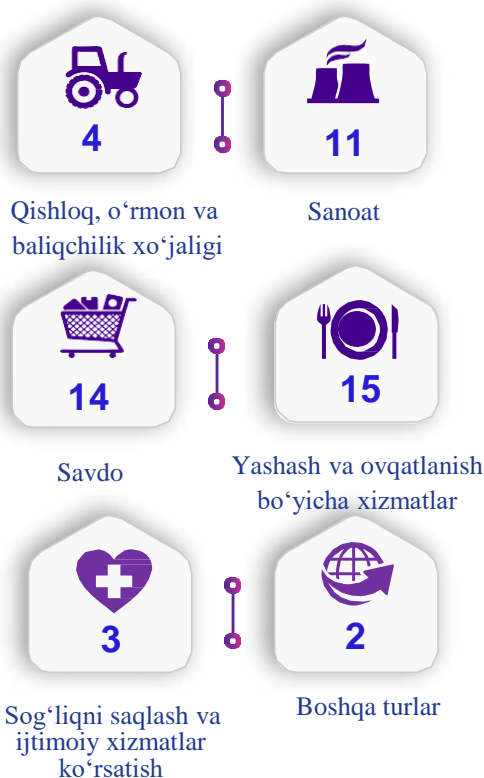 4
11
Qishloq, o‘rmon va
baliqchilik xo‘jaligi
Sanoat
14
15
Savdo
Yashash va ovqatlanish
bo‘yicha xizmatlar
3
2
Sog‘liqni saqlash va
ijtimoiy xizmatlar
ko‘rsatish
Boshqa turlar